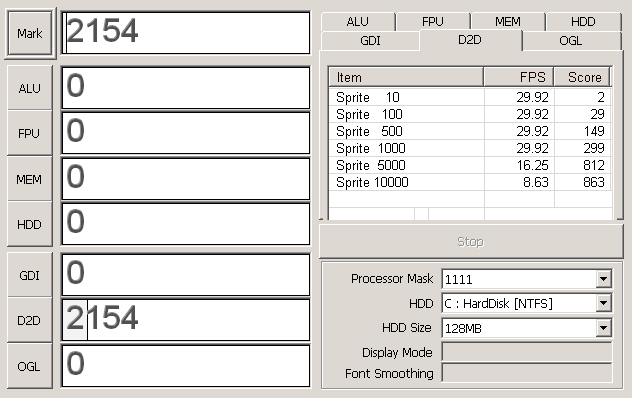 Mark 2154
ALU 0
FPU 0
MEM 0
HDD 0
GDI 0
D2D 2154
OGL 0
ALU FPU MEM HDD
GDI D2D OGL
Item FPS Score
Sprite 10 29.92 2
Sprite 100 29.92 29
Sprite 500 29.92 149
Sprite 1000 29.92 299
Sprite 5000 16.25 812
Sprite 10000 8.63 863
Stop
Processor Mask 1111
HDD C : HardDisk [NTFS]
HDD Size 128MB
Display Mode
Font Smoothing